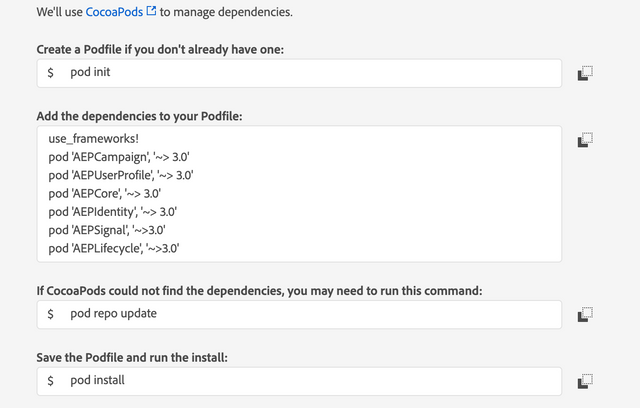 We'll use CocoaPods to manage dependencies.
Create a Podfile if you don't already have one:
$ pod init
Add the dependencies to your Podfile:
use_frameworks!
pod 'AEPCampaign', '~> 3.0'
pod 'AEPUserProfile', '~> 3.0'
pod 'AEPCore', '~> 3.0'
pod 'AEPIdentity', '~> 3.0'
pod 'AEPSignal', '~>3.0'
pod 'AEPLifecycle', '~>3.0'
If CocoaPods could not find the dependencies, you may need to run this command:
$ pod repo update
Save the Podfile and run the install:
$ pod install